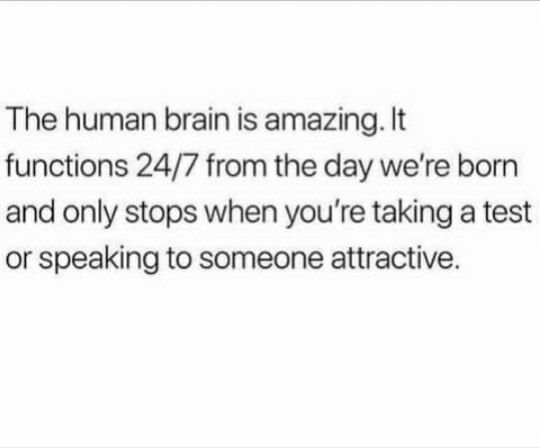 The human brain is amazing. It
functions 24/7 from the day we're born
and only stops when you're taking a test
or speaking to someone attractive.